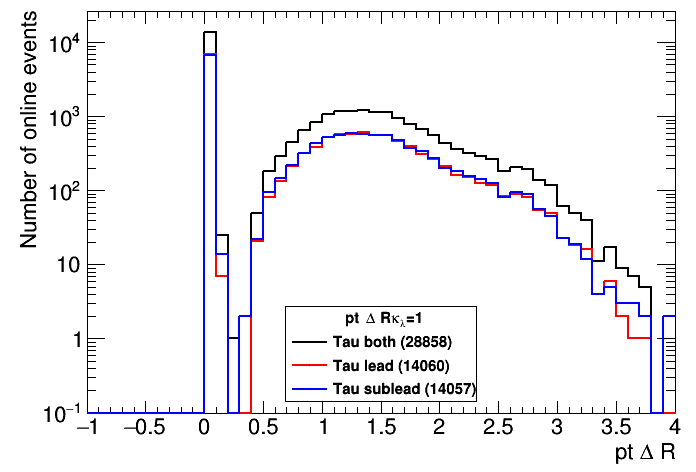 Number of online events
10⁴
10³
10²
10
1
10⁻¹
pt Δ Rκλ=1
Tau both (28858)
Tau lead (14060)
Tau sublead (14057)
−1 −0.5 0 0.5 1 1.5 2 2.5 3 3.5 4
pt Δ R